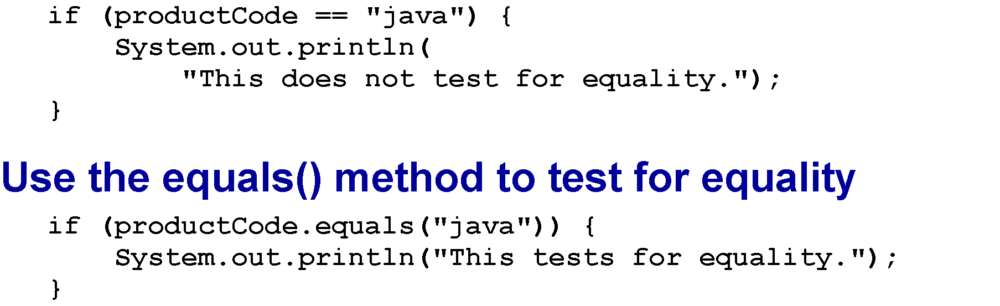 if (productCode == "java") {
System.out.println(
"This does not test for equality.");
}
Use the equals() method to test for equality
if (productCode.equals("java")) {
System.out.println("This tests for equality.");
}